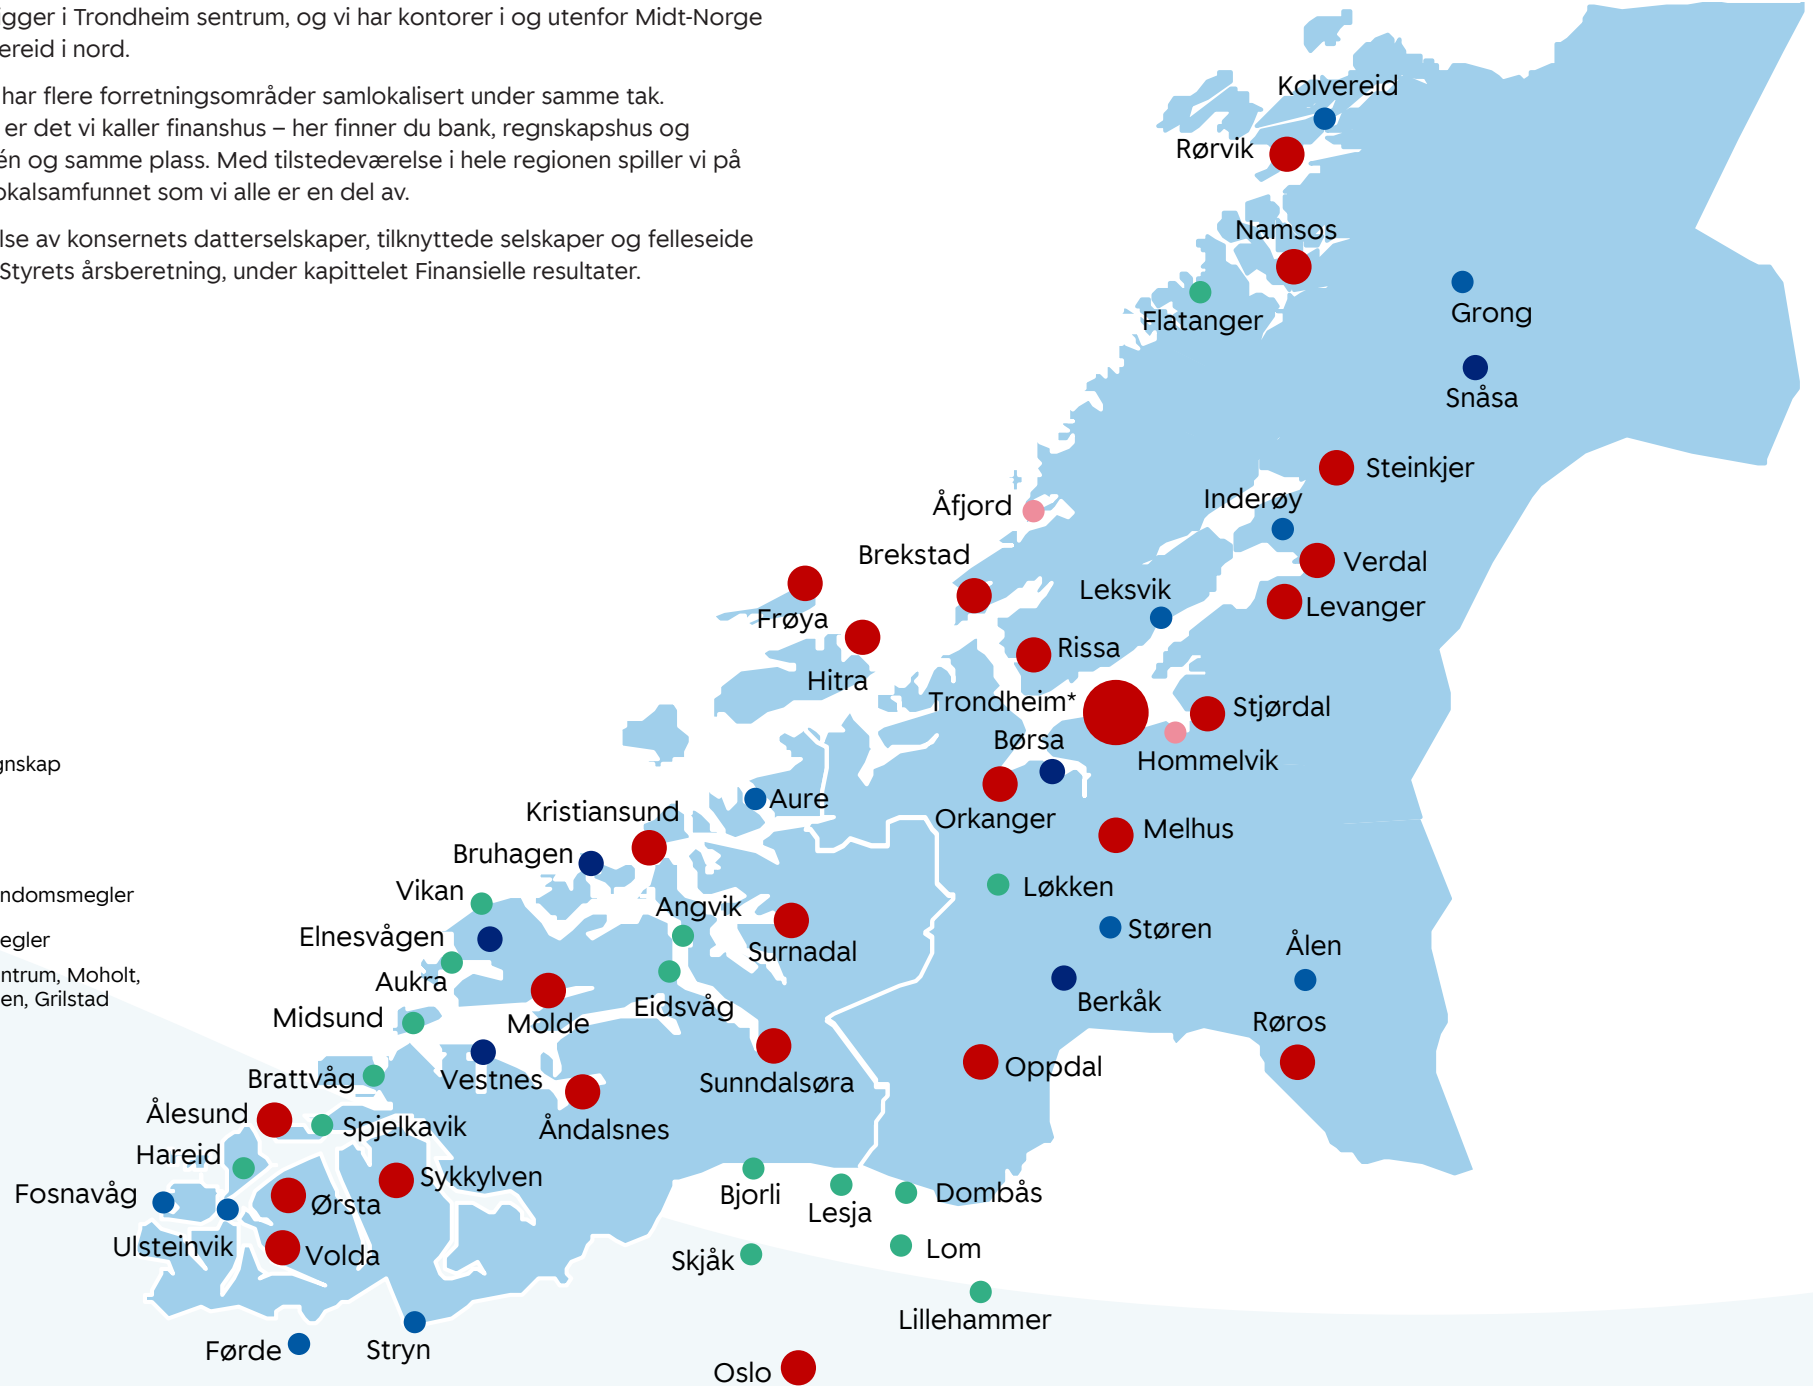 igger i Trondheim sentrum, og vi har kontorer i og utenfor Midt-Norge
ereid i nord.
har flere forretningsområder samlokalisert under samme tak.
er det vi kaller finanshus – her finner du bank, regnskapshus og
én og samme plass. Med tilstedeværelse i hele regionen spiller vi på
okalsamfunnet som vi alle er en del av.
lse av konsernets datterselskaper, tilknyttede selskaper og felleseide
Styrets årsberetning, under kapittelet Finansielle resultater.
Kolvereid
Rørvik
Namsos
Flatanger
Grong
Snåsa
Steinkjer
Inderøy
Åfjord
Brekstad
Verdal
Leksvik
Levanger
Frøya
Rissa
Hitra
Trondheim*
Stjørdal
Børsa
Hommelvik
gnskap
Aure
Kristiansund
Orkanger
Melhus
Bruhagen
Vikan
Løkken
ndomsmegler
Angvik
Elnesvågen
Støren
egler
Surnadal
Ålen
ntrum, Moholt,
en, Grilstad
Aukra
Berkåk
Eidsvåg
Midsund
Molde
Røros
Oppdal
Brattvåg
Vestnes
Sunndalsøra
Ålesund
Spjelkavik
Åndalsnes
Hareid
Sykkylven
Fosnavåg
Ørsta
Bjorli
Lesja
Dombås
Ulsteinvik
Volda
Skjåk
Lom
Lillehammer
Førde
Stryn
Oslo